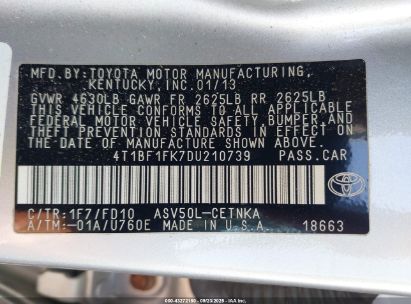 MFD. BY: TOYOTA MOTOR MANUFACTURING,
KENTUCKY, INC. 01/13
GVWR 4630LB GAWR FR 2625LB RR 2625LB
THIS VEHICLE CONFORMS TO ALL APPLICABLE
FEDERAL MOTOR VEHICLE SAFETY, BUMPER, AND
THEFT PREVENTION STANDARDS IN EFFECT ON
THE DATE OF MANUFACTURE SHOWN ABOVE.
4T1BF1FK7DU210739 PASS.CAR
C/TR:1F7/FD10 ASV50L-CETNKA
A/TM:-01A/U760E MADE IN U.S.A. 18663
TOYOTA